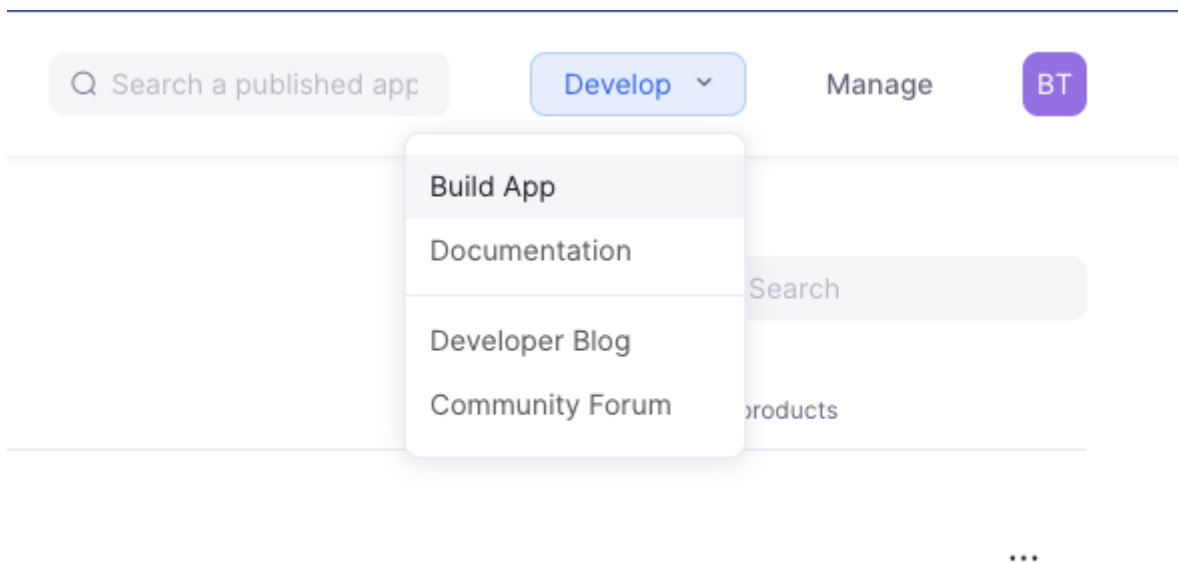 Search a published app
Develop
Manage
BT
Build App
Documentation
Search
Developer Blog
Community Forum
products
...